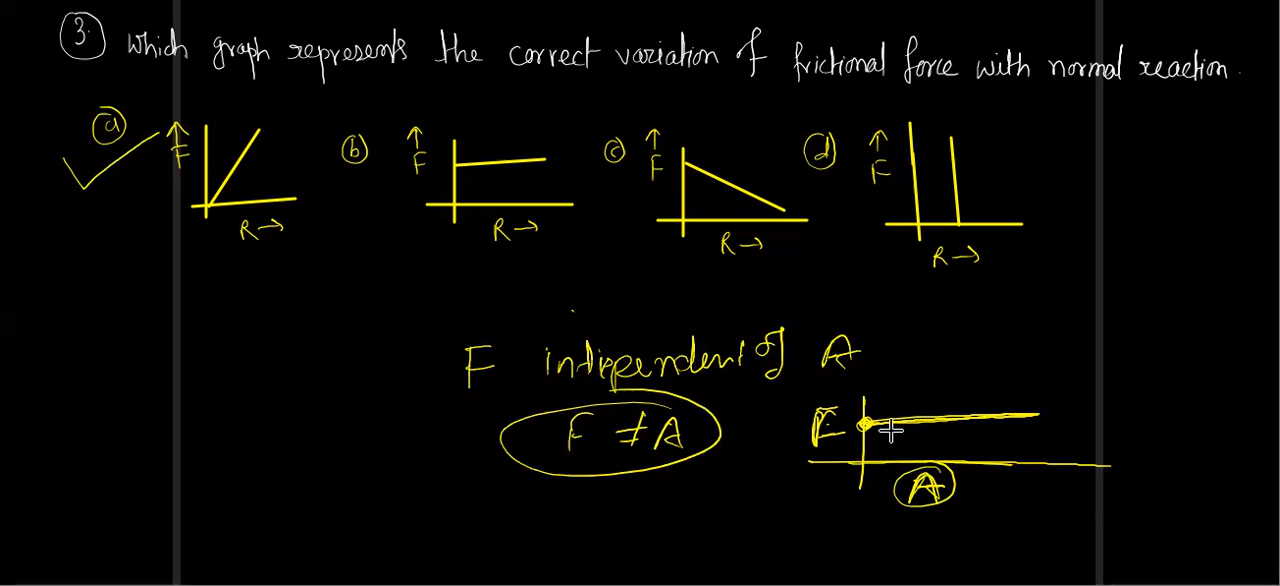 ③ Which graph represents the correct variation of frictional force with normal reaction.
ⓐ ↑ F R→
ⓑ ↑ F R→
ⓒ ↑ F R→
ⓓ ↑ F R→
F independent of A
F ≠ A
F
A